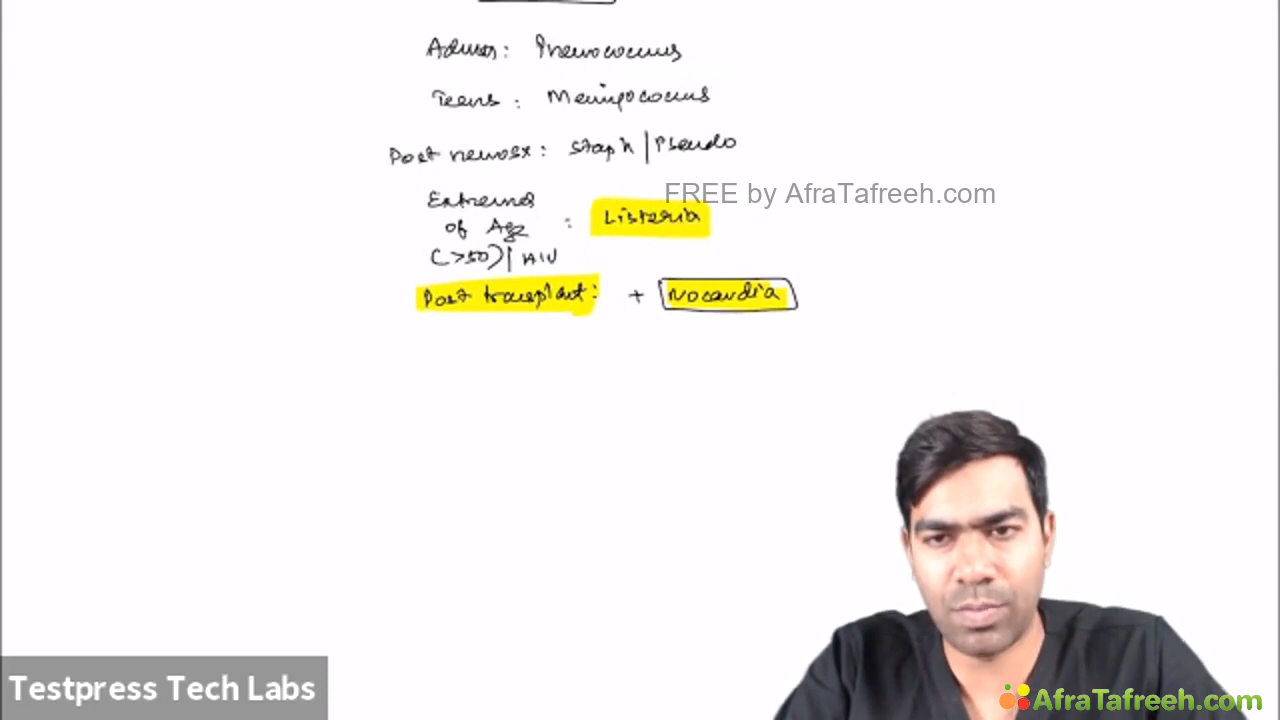 Adults: Pneumococcus
Teens: Meningococcus
Post neurosx: Staph | Pseudo
FREE by AfraTafreeh.com
Extremes
of Age : Listeria
(>50) | HIV
Post transplant: + Nocardia
Testpress Tech Labs
AfraTafreeh.com